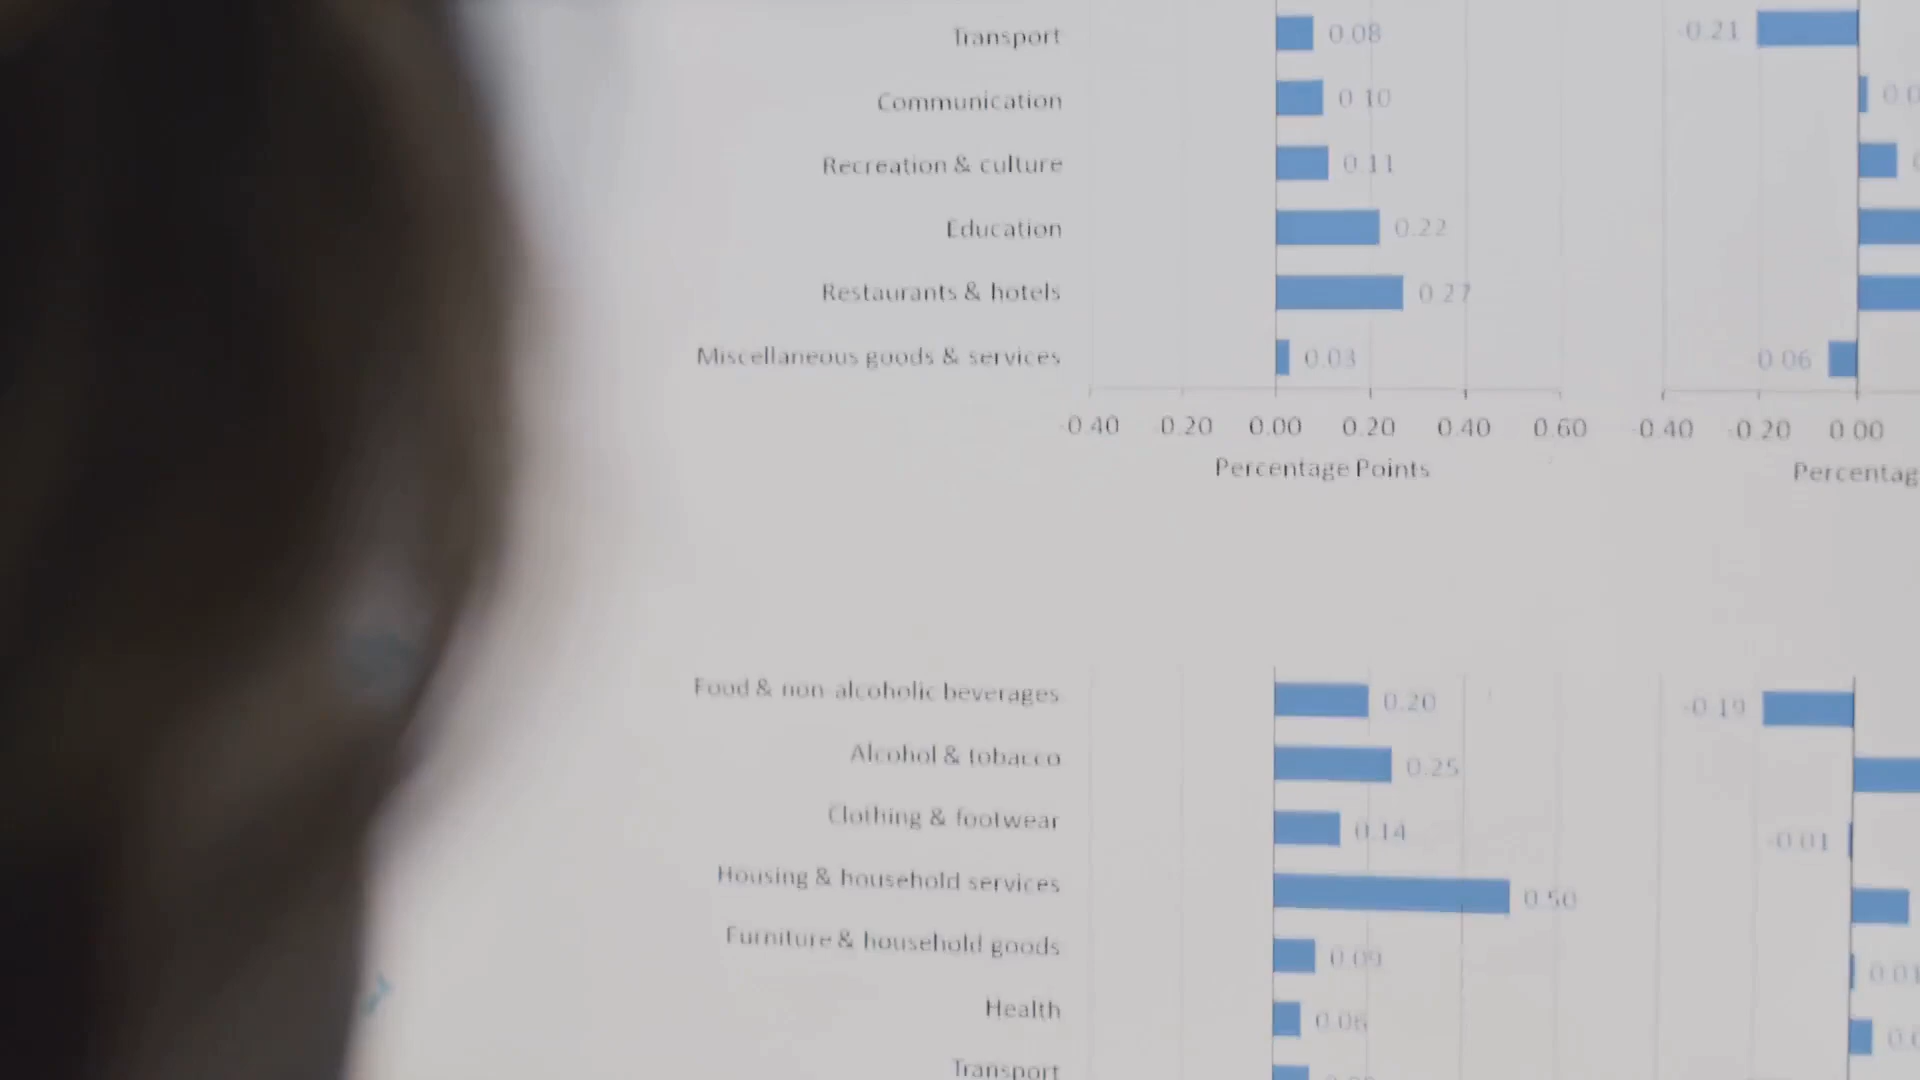 Transport 0.08 -0.21
Communication 0.10
Recreation & culture 0.11
Education 0.22
Restaurants & hotels 0.27
Miscellaneous goods & services 0.03 -0.06
-0.40 -0.20 0.00 0.20 0.40 0.60 -0.40 -0.20 0.00
Percentage Points
Food & non-alcoholic beverages 0.20 -0.19
Alcohol & tobacco 0.25
Clothing & footwear 0.14 -0.01
Housing & household services 0.50
Furniture & household goods 0.09 0.01
Health 0.06
Transport